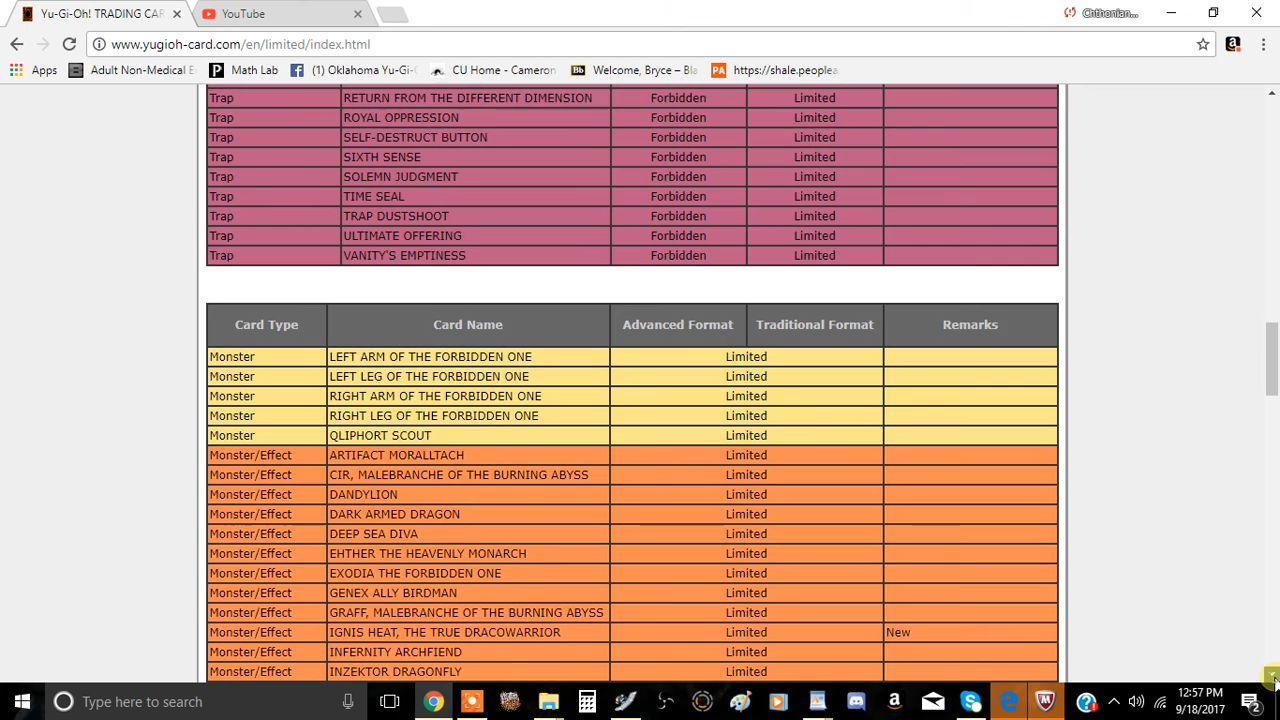 Yu-Gi-Oh! TRADING CAR
YouTube
Chthonian...
www.yugioh-card.com/en/limited/index.html
Apps
Adult Non-Medical E
Math Lab
(1) Oklahoma Yu-Gi-
CU Home - Cameron
Welcome, Bryce – Bla
https://shale.peoplea
Trap RETURN FROM THE DIFFERENT DIMENSION Forbidden Limited
Trap ROYAL OPPRESSION Forbidden Limited
Trap SELF-DESTRUCT BUTTON Forbidden Limited
Trap SIXTH SENSE Forbidden Limited
Trap SOLEMN JUDGMENT Forbidden Limited
Trap TIME SEAL Forbidden Limited
Trap TRAP DUSTSHOOT Forbidden Limited
Trap ULTIMATE OFFERING Forbidden Limited
Trap VANITY'S EMPTINESS Forbidden Limited
Card Type Card Name Advanced Format Traditional Format Remarks
Monster LEFT ARM OF THE FORBIDDEN ONE Limited
Monster LEFT LEG OF THE FORBIDDEN ONE Limited
Monster RIGHT ARM OF THE FORBIDDEN ONE Limited
Monster RIGHT LEG OF THE FORBIDDEN ONE Limited
Monster QLIPHORT SCOUT Limited
Monster/Effect ARTIFACT MORALLTACH Limited
Monster/Effect CIR, MALEBRANCHE OF THE BURNING ABYSS Limited
Monster/Effect DANDYLION Limited
Monster/Effect DARK ARMED DRAGON Limited
Monster/Effect DEEP SEA DIVA Limited
Monster/Effect EHTHER THE HEAVENLY MONARCH Limited
Monster/Effect EXODIA THE FORBIDDEN ONE Limited
Monster/Effect GENEX ALLY BIRDMAN Limited
Monster/Effect GRAFF, MALEBRANCHE OF THE BURNING ABYSS Limited
Monster/Effect IGNIS HEAT, THE TRUE DRACOWARRIOR Limited New
Monster/Effect INFERNITY ARCHFIEND Limited
Monster/Effect INZEKTOR DRAGONFLY Limited
Type here to search
12:57 PM
9/18/2017
2